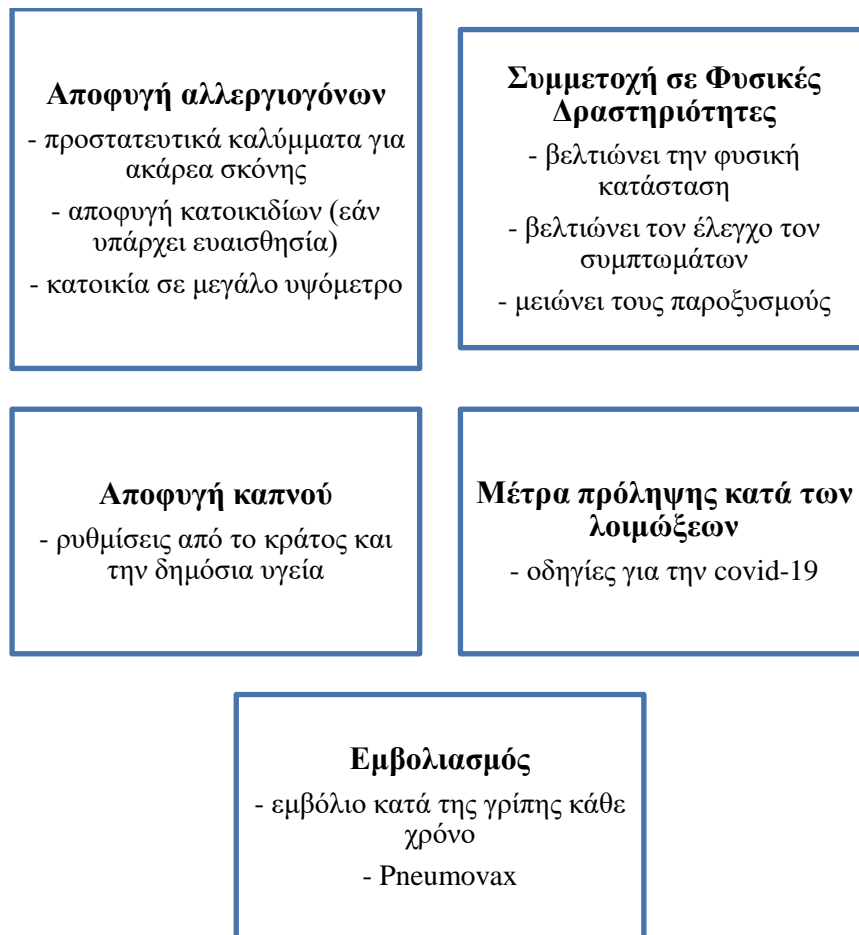 Αποφυγή αλλεργιογόνων
- προστατευτικά καλύμματα για
ακάρεα σκόνης
- αποφυγή κατοικιδίων (εάν
υπάρχει ευαισθησία)
- κατοικία σε μεγάλο υψόμετρο
Συμμετοχή σε Φυσικές
Δραστηριότητες
- βελτιώνει την φυσική
κατάσταση
- βελτιώνει τον έλεγχο τον
συμπτωμάτων
- μειώνει τους παροξυσμούς
Αποφυγή καπνού
- ρυθμίσεις από το κράτος και
την δημόσια υγεία
Μέτρα πρόληψης κατά των
λοιμώξεων
- οδηγίες για την covid-19
Εμβολιασμός
- εμβόλιο κατά της γρίπης κάθε
χρόνο
- Pneumovax